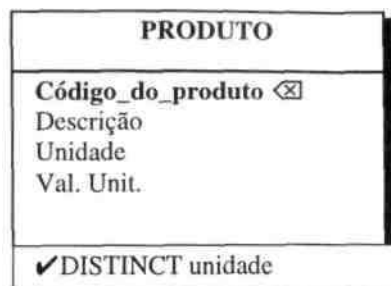 PRODUTO
Código_do_produto ⌫
Descrição
Unidade
Val. Unit.
✔DISTINCT unidade